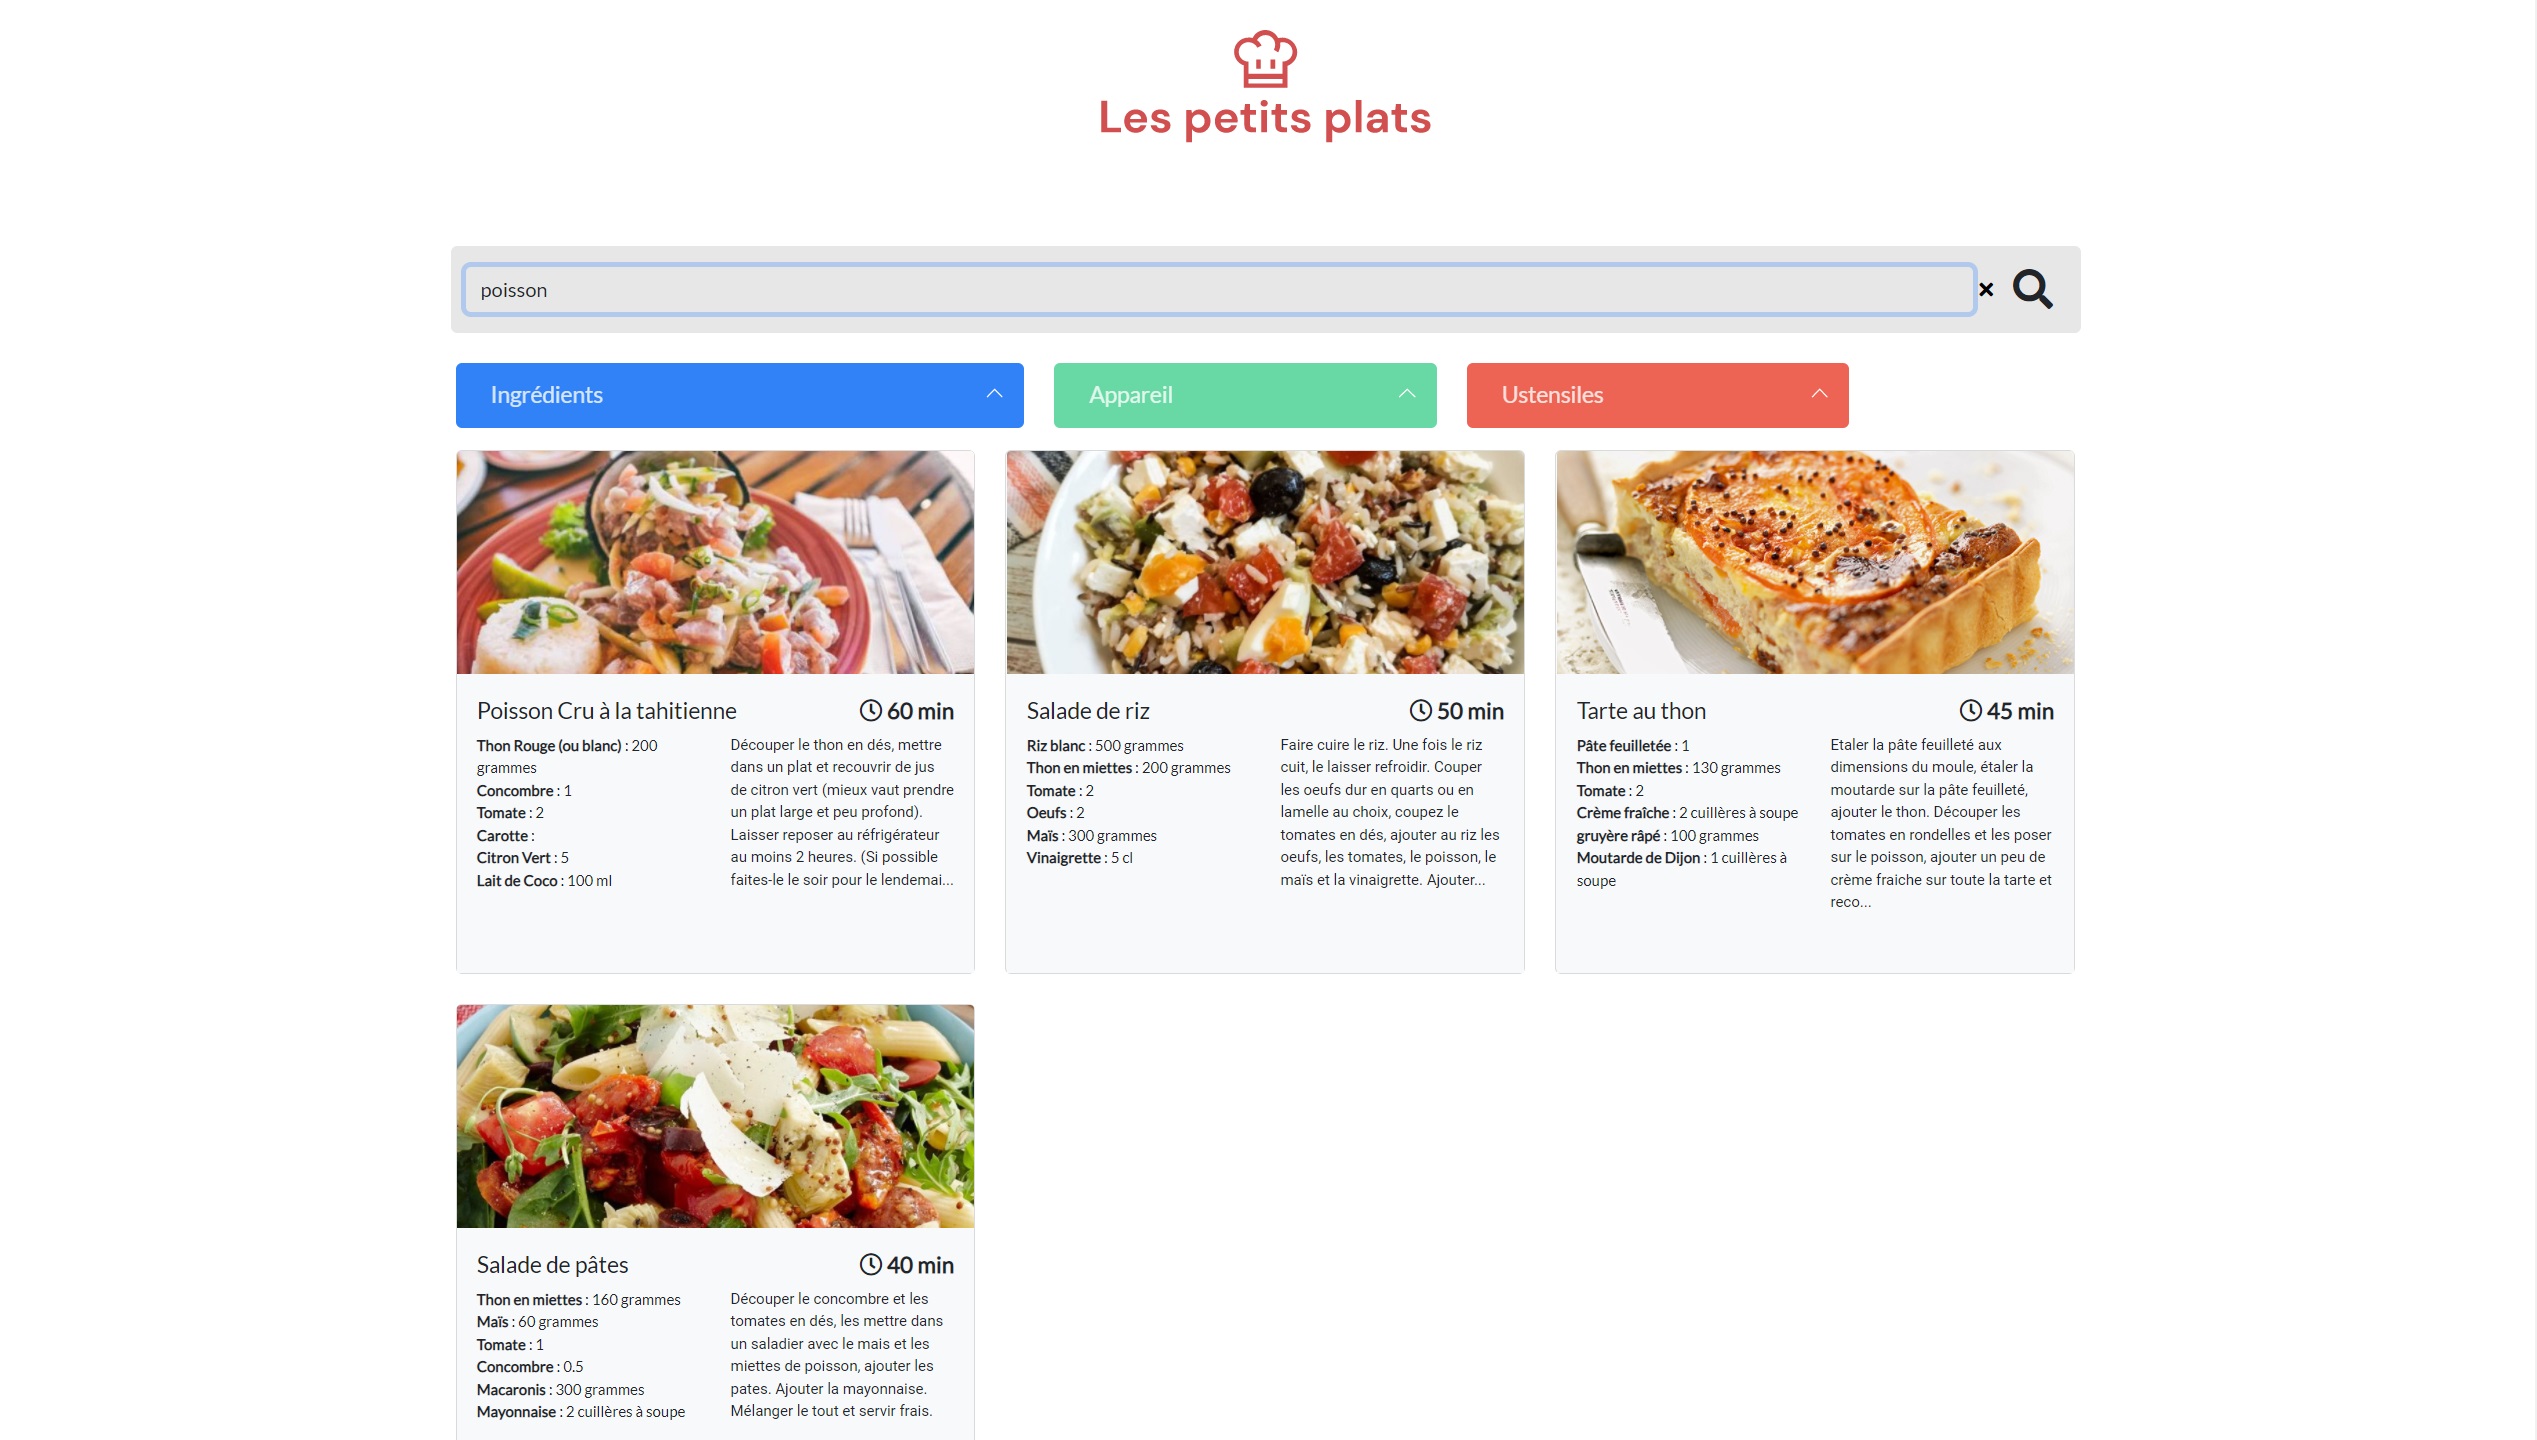 Les petits plats
poisson
Ingrédients
Appareil
Ustensiles
Poisson Cru à la tahitienne
60 min
Thon Rouge (ou blanc) : 200
grammes
Concombre : 1
Tomate : 2
Carotte :
Citron Vert : 5
Lait de Coco : 100 ml
Découper le thon en dés, mettre
dans un plat et recouvrir de jus
de citron vert (mieux vaut prendre
un plat large et peu profond).
Laisser reposer au réfrigérateur
au moins 2 heures. (Si possible
faites-le le soir pour le lendemai...
Salade de riz
50 min
Riz blanc : 500 grammes
Thon en miettes : 200 grammes
Tomate : 2
Oeufs : 2
Maïs : 300 grammes
Vinaigrette : 5 cl
Faire cuire le riz. Une fois le riz
cuit, le laisser refroidir. Couper
les oeufs dur en quarts ou en
lamelle au choix, coupez le
tomates en dés, ajouter au riz les
oeufs, les tomates, le poisson, le
maïs et la vinaigrette. Ajouter...
Tarte au thon
45 min
Pâte feuilletée : 1
Thon en miettes : 130 grammes
Tomate : 2
Crème fraîche : 2 cuillères à soupe
gruyère râpé : 100 grammes
Moutarde de Dijon : 1 cuillères à
soupe
Etaler la pâte feuilleté aux
dimensions du moule, étaler la
moutarde sur la pâte feuilleté,
ajouter le thon. Découper les
tomates en rondelles et les poser
sur le poisson, ajouter un peu de
crème fraiche sur toute la tarte et
reco...
Salade de pâtes
40 min
Thon en miettes : 160 grammes
Maïs : 60 grammes
Tomate : 1
Concombre : 0.5
Macaronis : 300 grammes
Mayonnaise : 2 cuillères à soupe
Découper le concombre et les
tomates en dés, les mettre dans
un saladier avec le mais et les
miettes de poisson, ajouter les
pates. Ajouter la mayonnaise.
Mélanger le tout et servir frais.